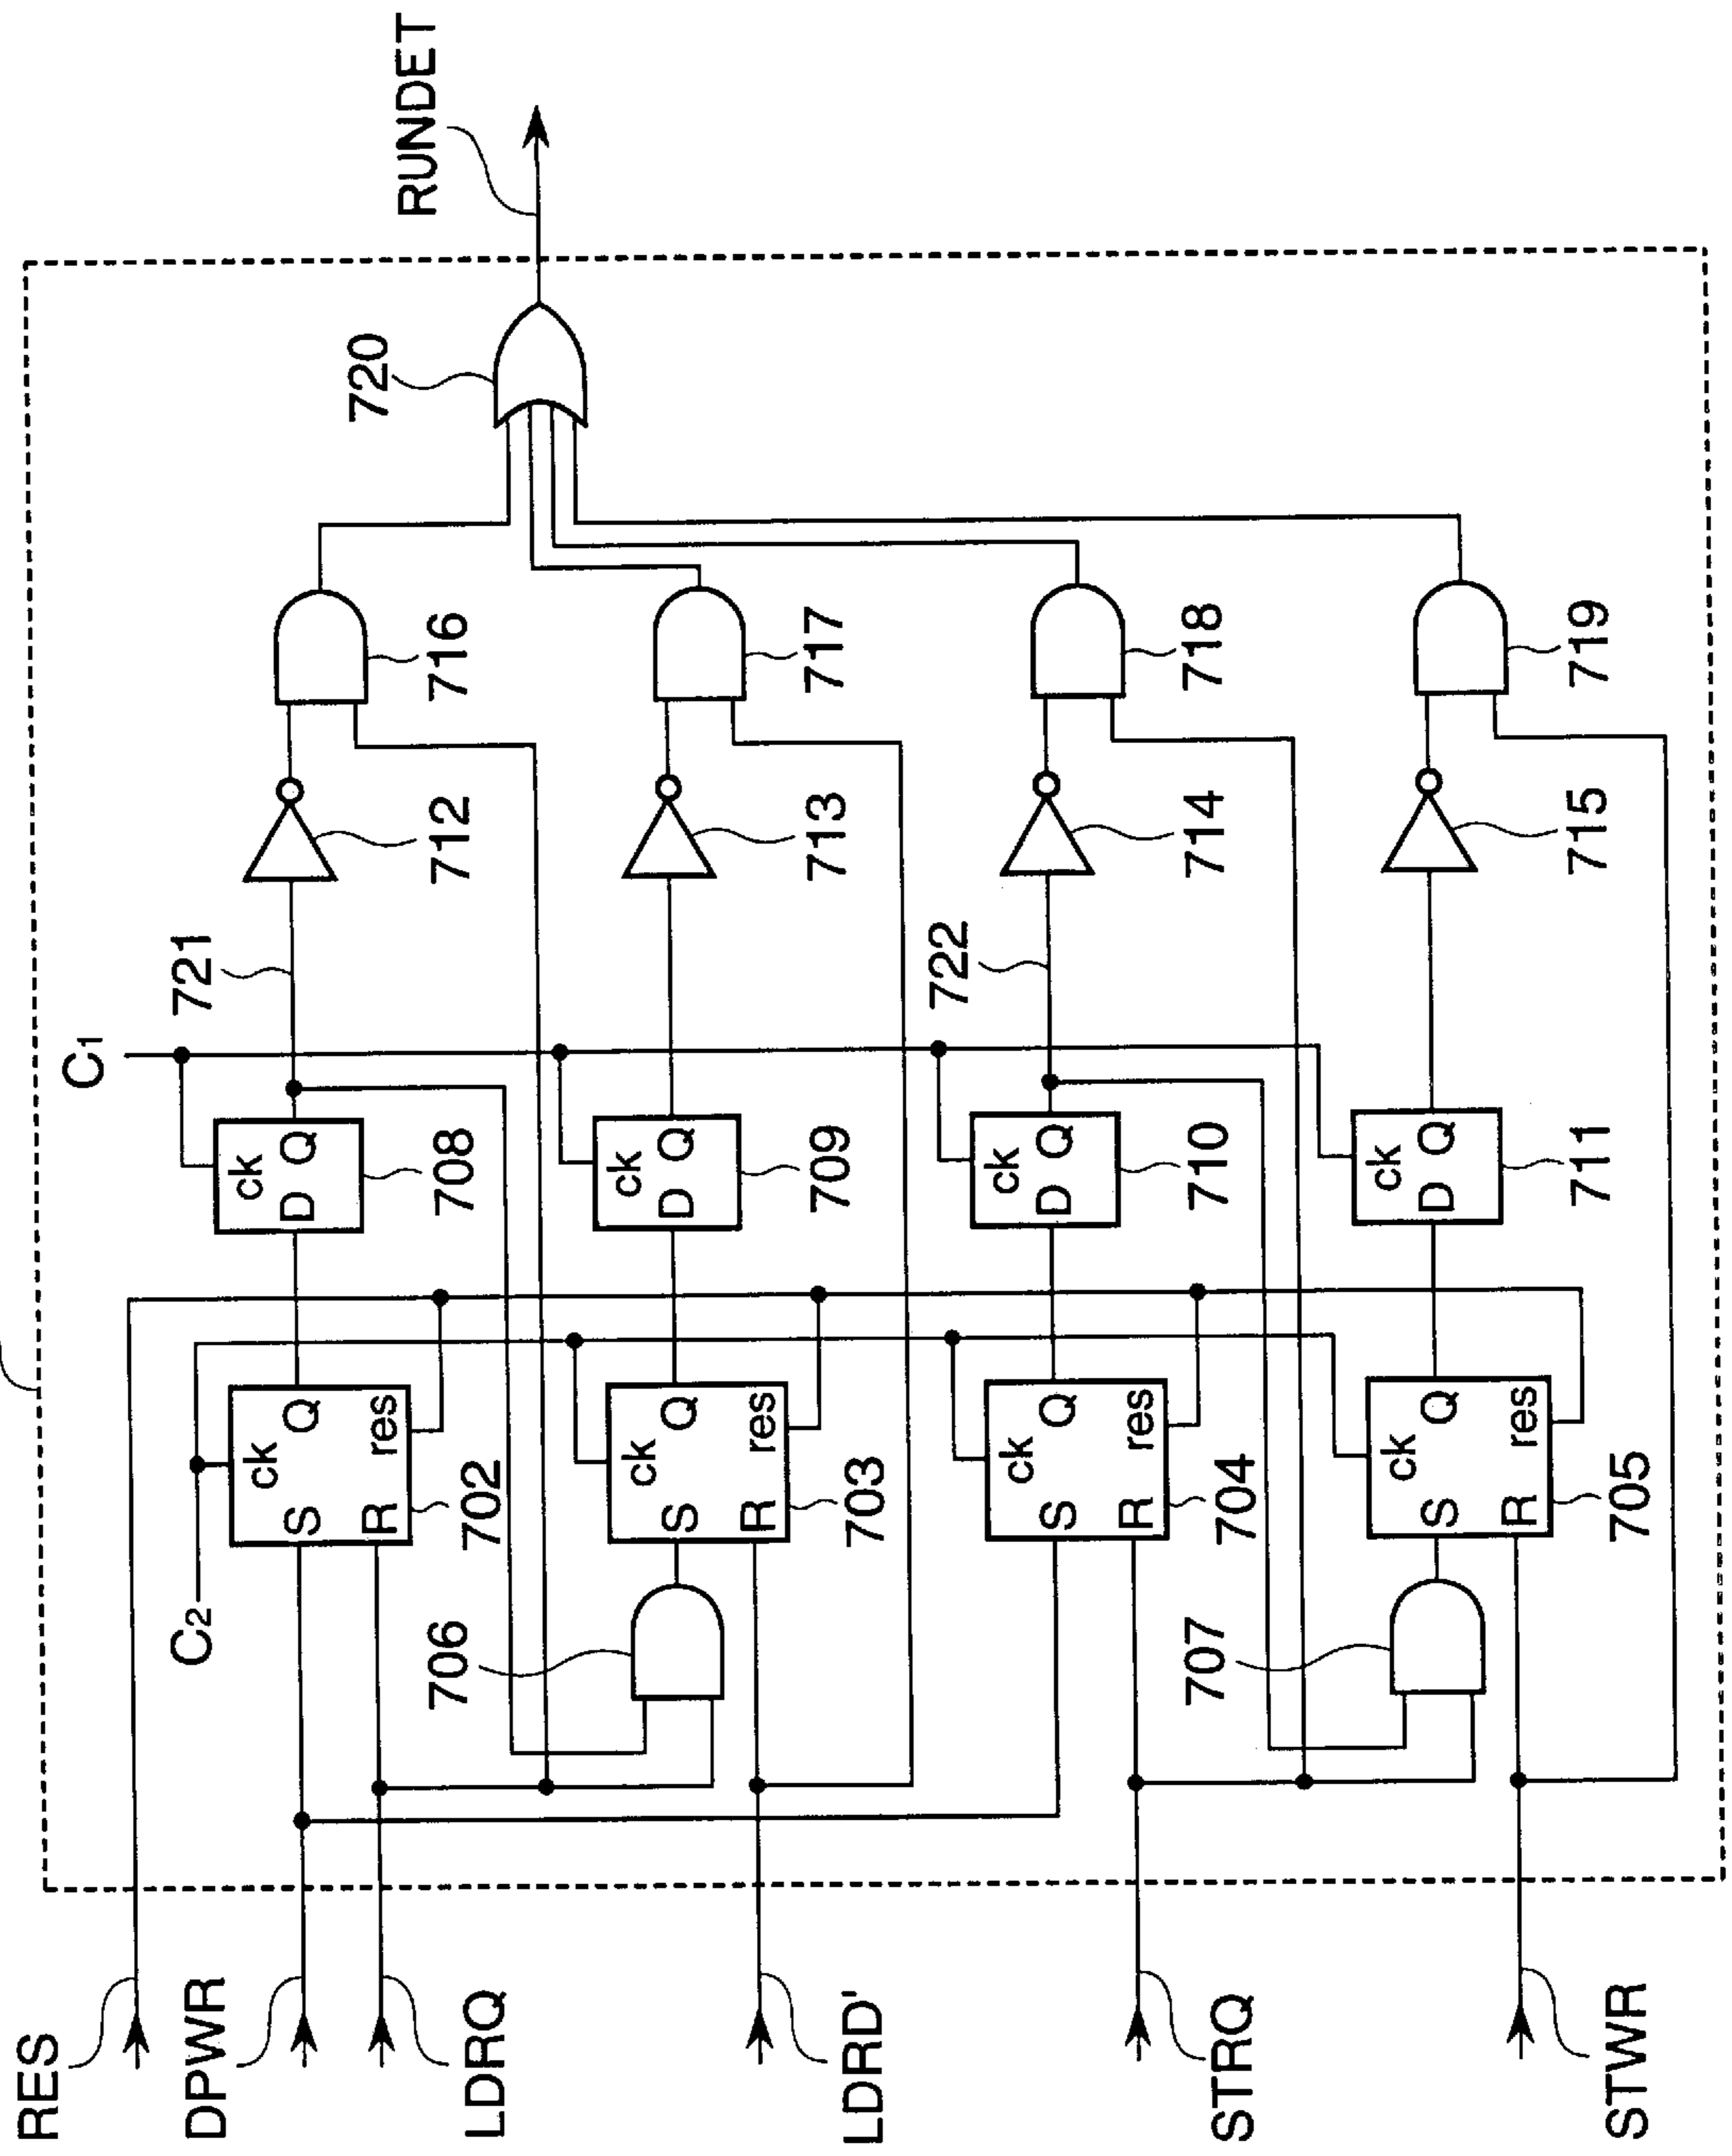 RES
DPWR
LDRQ
LDRD'
STRQ
STWR
C2
C1
S
R
ck
Q
res
702
706
S
R
ck
Q
res
703
S
R
ck
Q
res
704
707
S
R
ck
Q
res
705
ck
D Q
708
ck
D Q
709
ck
D Q
710
ck
D Q
711
721
722
712
713
714
715
716
717
718
719
720
RUNDET